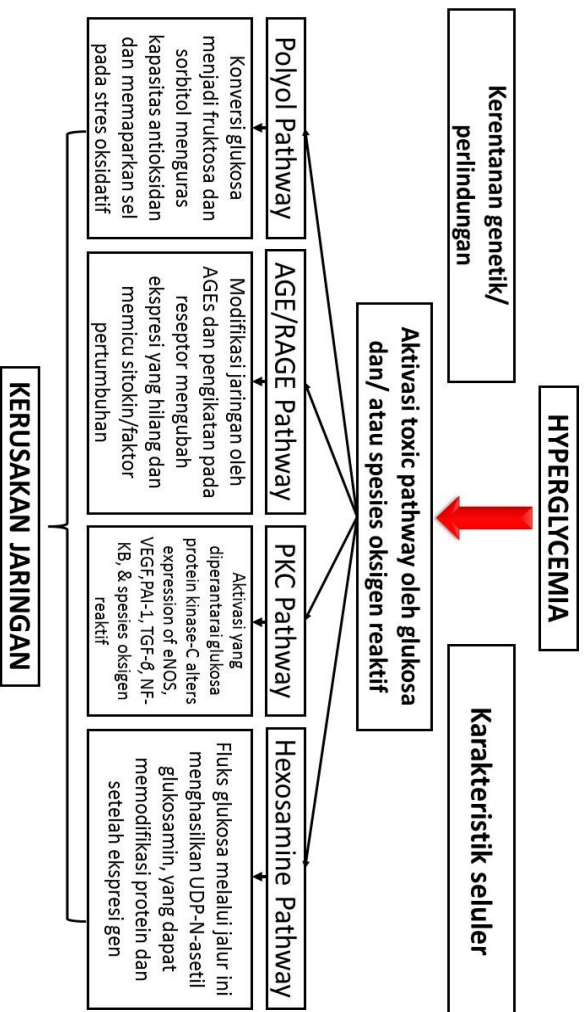 HYPERGLYCEMIA
Kerentanan genetik/
perlindungan
Karakteristik seluler
Aktivasi toxic pathway oleh glukosa
dan/ atau spesies oksigen reaktif
Polyol Pathway
Konversi glukosa
menjadi fruktosa dan
sorbitol menguras
kapasitas antioksidan
dan memaparkan sel
pada stres oksidatif
AGE/RAGE Pathway
Modifikasi jaringan oleh
AGEs dan pengikatan pada
reseptor mengubah
ekspresi yang hilang dan
memicu sitokin/faktor
pertumbuhan
PKC Pathway
Aktivasi yang
diperantarai glukosa
protein kinase-C alters
expression of eNOS,
VEGF,PAI-1, TGF-β, NF-
KB, & spesies oksigen
reaktif
Hexosamine Pathway
Fluks glukosa melalui jalur ini
menghasilkan UDP-N-asetil
glukosamin, yang dapat
memodifikasi protein dan
setelah ekspresi gen
KERUSAKAN JARINGAN